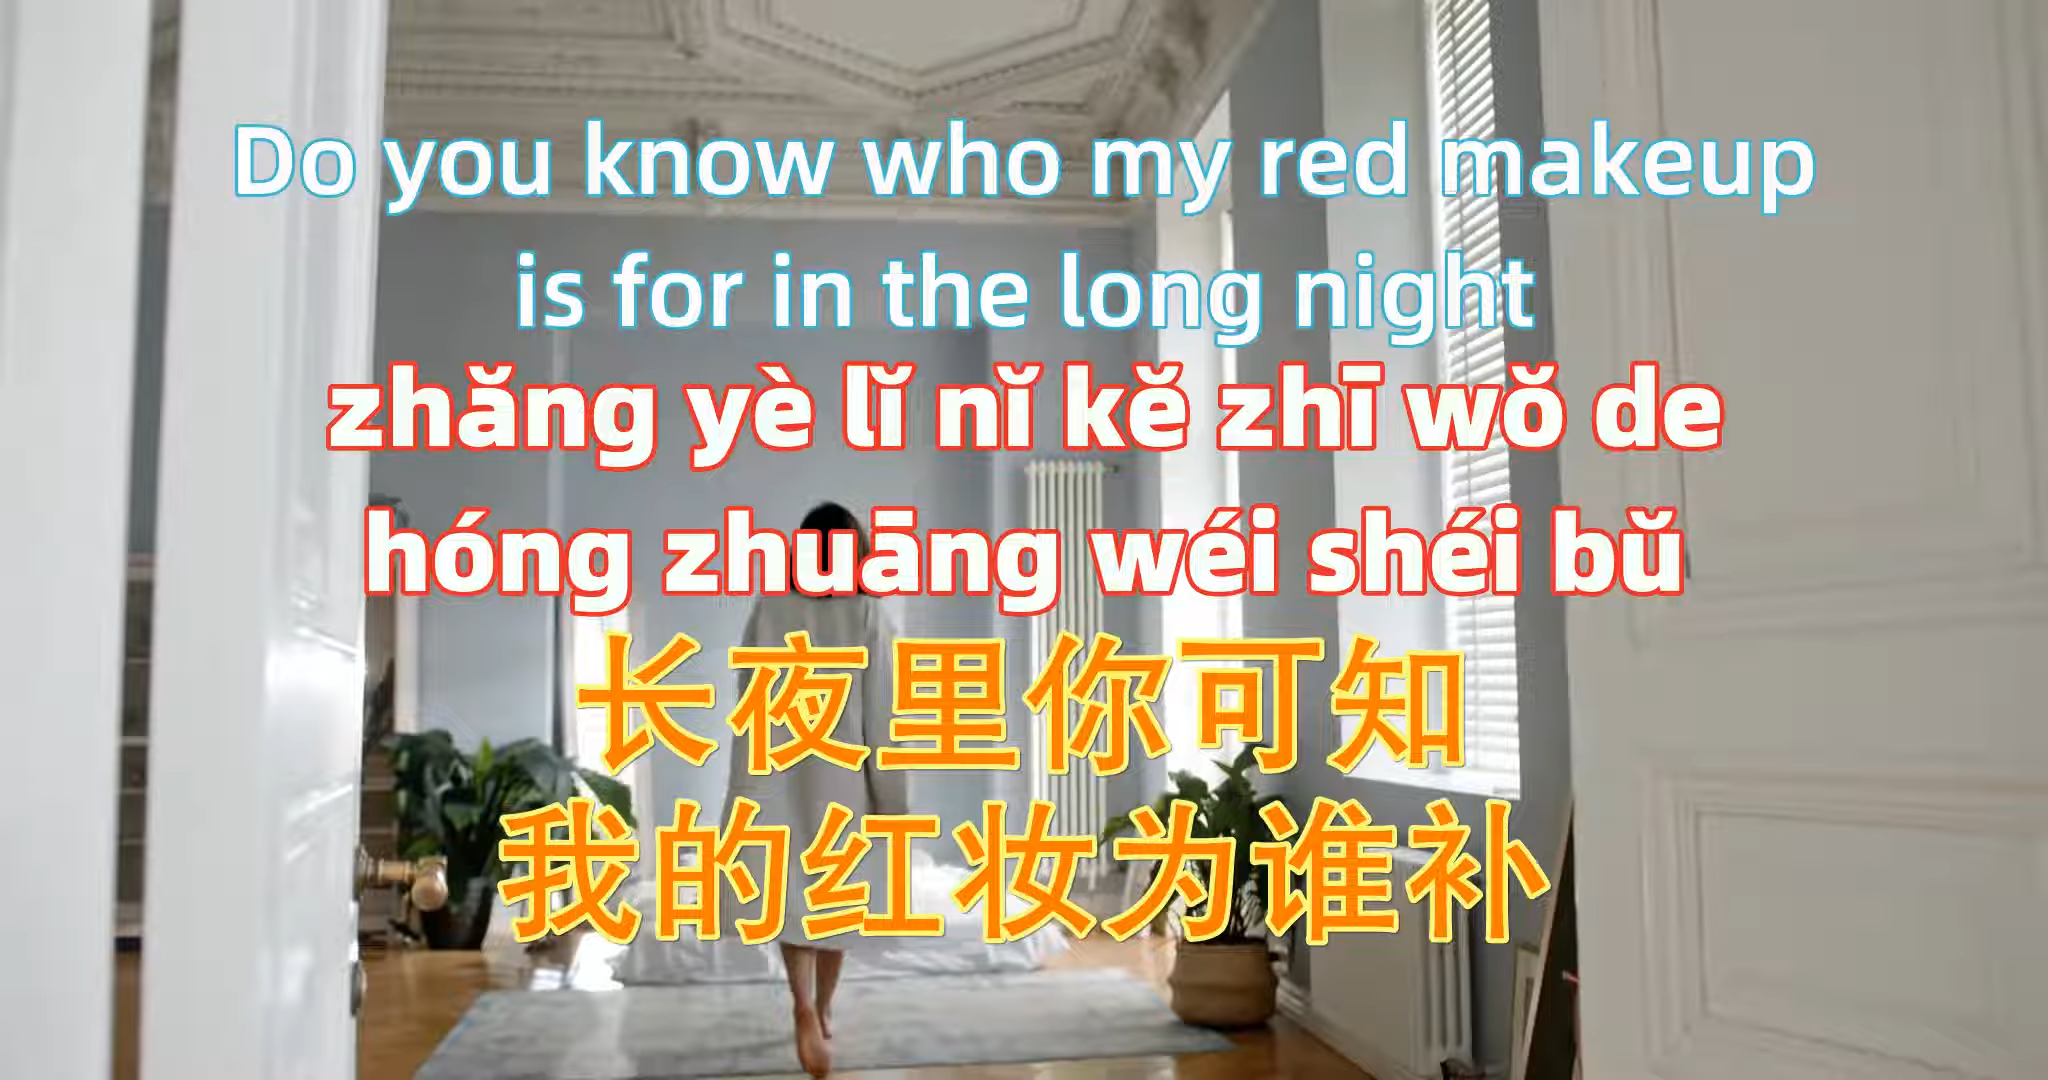 Do you know who my red makeup
is for in the long night
zhǎng yè lǐ nǐ kě zhī wǒ de
hóng zhuāng wéi shéi bǔ
长夜里你可知
我的红妆为谁补